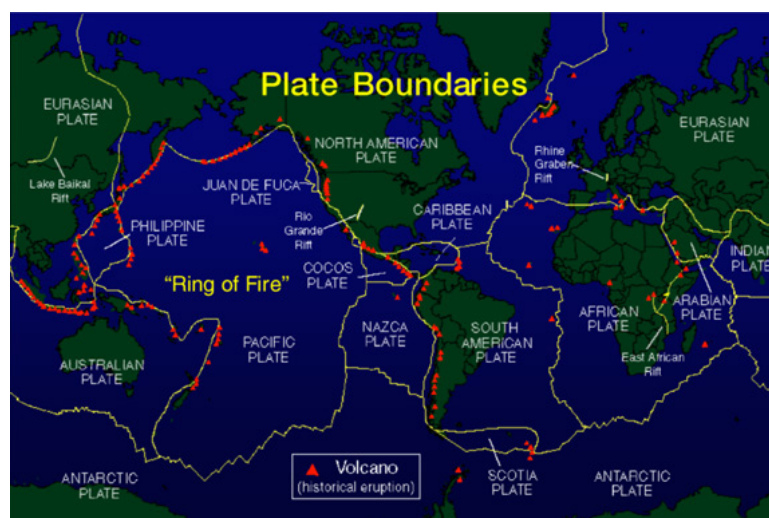 Plate Boundaries
EURASIAN
PLATE
Lake Baikal
Rift
PHILIPPINE
PLATE
JUAN DE FUCA
PLATE
NORTH AMERICAN
PLATE
Rio
Grande
Rift
CARIBBEAN
PLATE
COCOS
PLATE
"Ring of Fire"
Rhine
Graben
Rift
EURASIAN
PLATE
INDIAN
PLATE
ARABIAN
PLATE
AFRICAN
PLATE
East African
Rift
AUSTRALIAN
PLATE
PACIFIC
PLATE
NAZCA
PLATE
SOUTH
AMERICAN
PLATE
ANTARCTIC
PLATE
Volcano
(historical eruption)
SCOTIA
PLATE
ANTARCTIC
PLATE